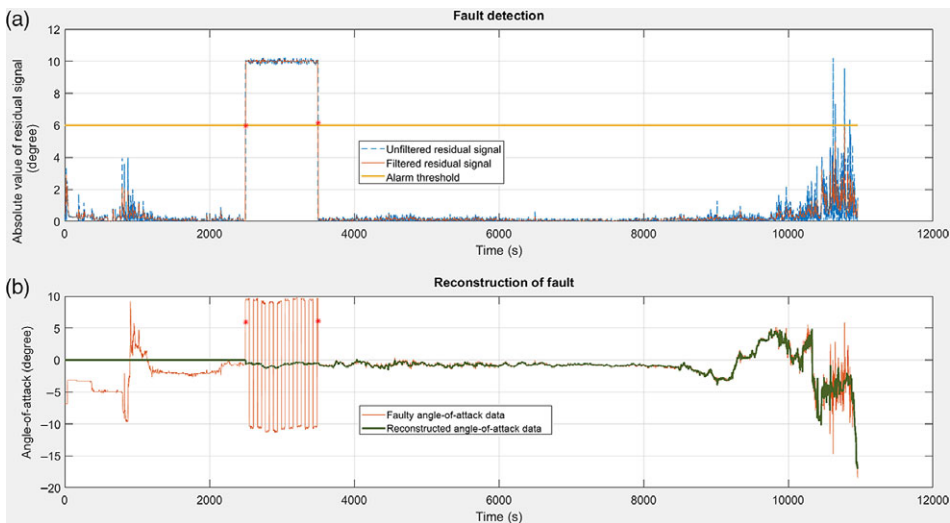 (a)
Fault detection
Absolute value of residual signal
(degree)
12
10
8
6
4
2
0
Unfiltered residual signal
Filtered residual signal
Alarm threshold
0 2000 4000 6000 8000 10000 12000
Time (s)
(b)
Reconstruction of fault
Angle-of-attack (degree)
10
5
0
−5
−10
−15
−20
Faulty angle-of-attack data
Reconstructed angle-of-attack data
0 2000 4000 6000 8000 10000 12000
Time (s)